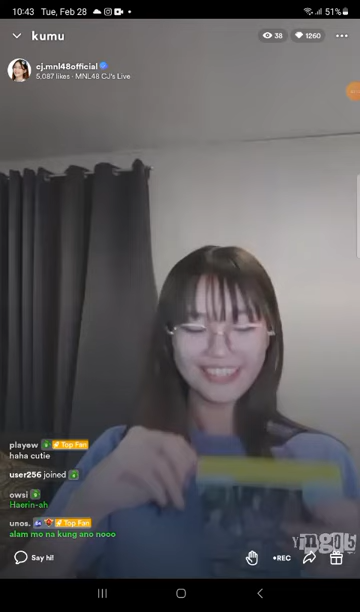 10:43 Tue, Feb 28
51%
kumu
38
1260
cj.mnl48official
5,087 likes · MNL48 CJ's Live
playew Top Fan
haha cutie
user256 joined
owsi
Haerin-ah
unos. Top Fan
alam mo na kung ano nooo
Say hi!
•REC